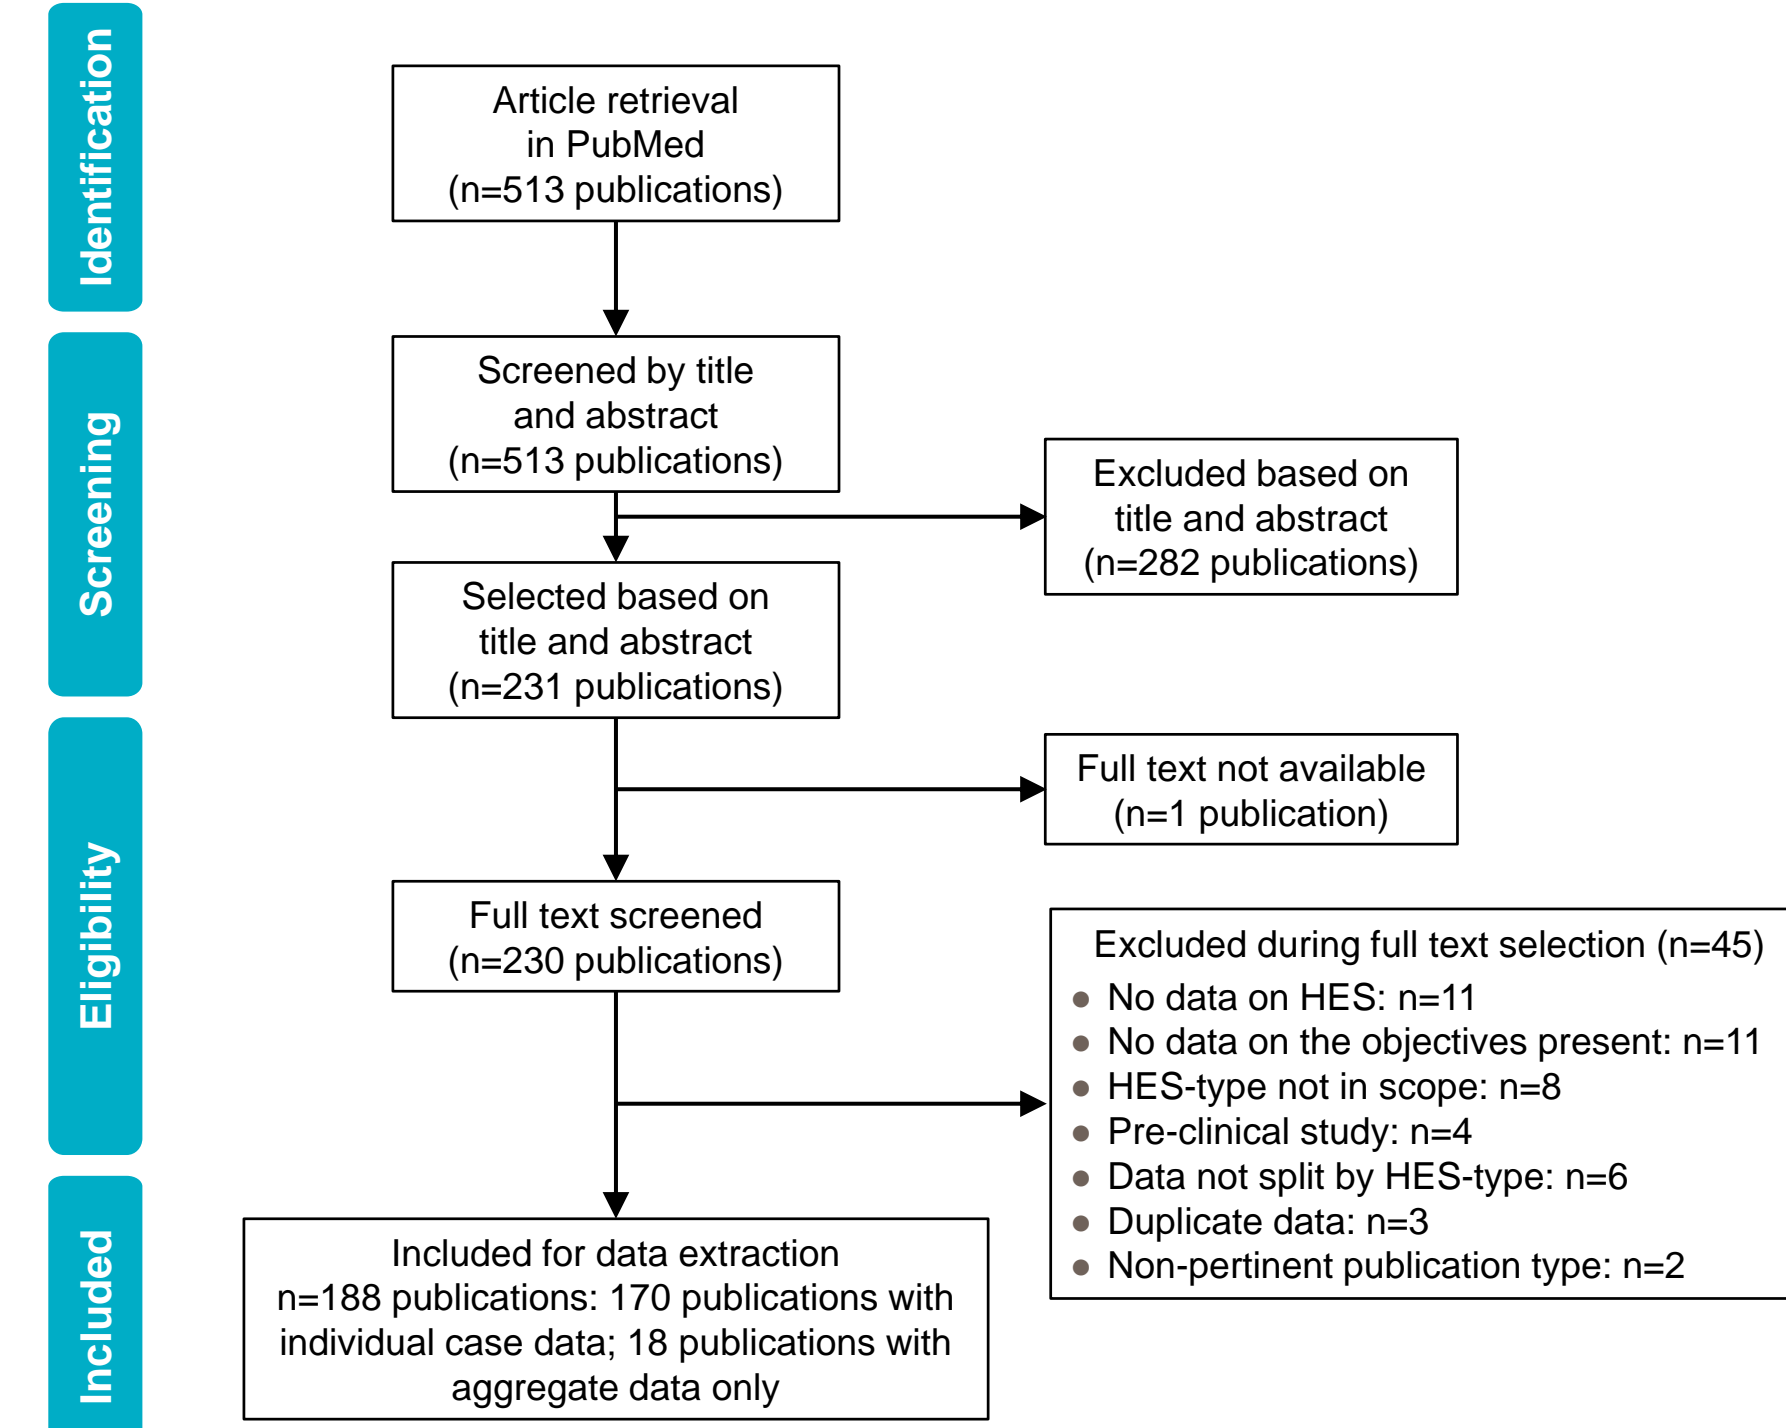 Identification
Article retrieval
in PubMed
(n=513 publications)
Screening
Screened by title
and abstract
(n=513 publications)
Excluded based on
title and abstract
(n=282 publications)
Selected based on
title and abstract
(n=231 publications)
Eligibility
Full text not available
(n=1 publication)
Full text screened
(n=230 publications)
Excluded during full text selection (n=45)
● No data on HES: n=11
● No data on the objectives present: n=11
● HES-type not in scope: n=8
● Pre-clinical study: n=4
● Data not split by HES-type: n=6
● Duplicate data: n=3
● Non-pertinent publication type: n=2
Included
Included for data extraction
n=188 publications: 170 publications with
individual case data; 18 publications with
aggregate data only